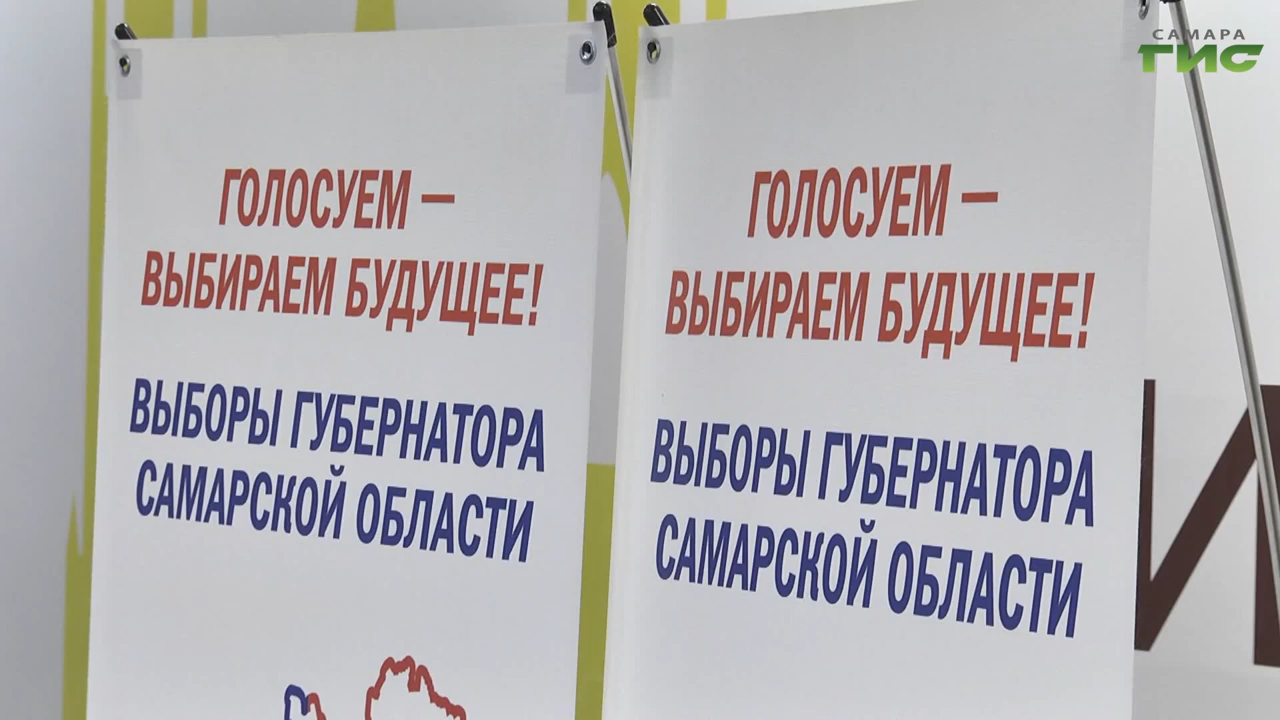 САМАРА
ГИС
ГОЛОСУЕМ –
ВЫБИРАЕМ БУДУЩЕЕ!
ВЫБОРЫ ГУБЕРНАТОРА
САМАРСКОЙ ОБЛАСТИ
ГОЛОСУЕМ –
ВЫБИРАЕМ БУДУЩЕЕ!
ВЫБОРЫ ГУБЕРНАТОРА
САМАРСКОЙ ОБЛАСТИ
И